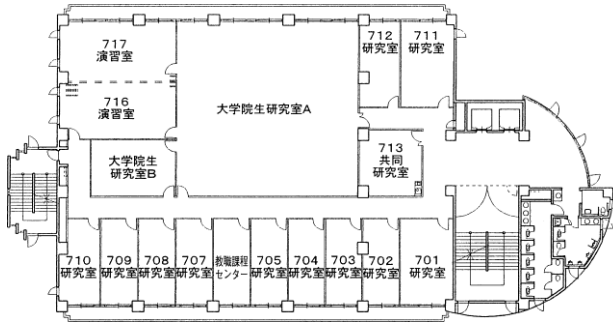 717
演習室
716
演習室
大学院生研究室A
大学院生
研究室B
712
研究室
711
研究室
713
共同
研究室
710
研究室
709
研究室
708
研究室
707
研究室
教職課程
センター
705
研究室
704
研究室
703
研究室
702
研究室
701
研究室